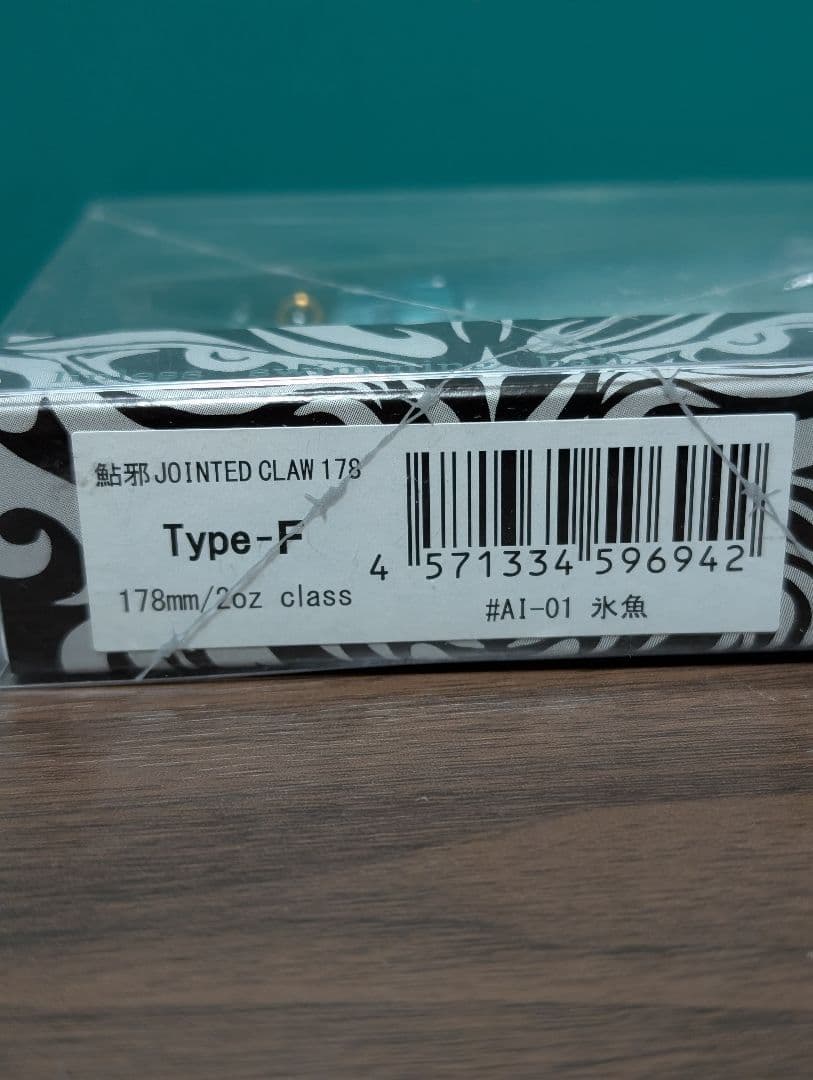 鮎邪 JOINTED CLAW 178
Type-F
178mm/2oz class
4 571334 596942
#AI-01 氷魚